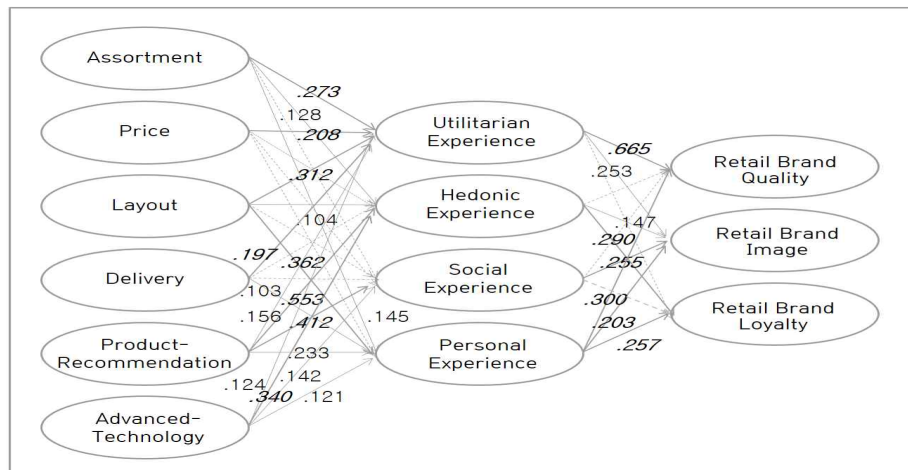 Assortment
Price
Layout
Delivery
Product-
Recommendation
Advanced-
Technology
.273
.128
.208
.312
.104
.197
.362
.103
.553
.156
.412
.145
.233
.124
.142
.340
.121
Utilitarian
Experience
Hedonic
Experience
Social
Experience
Personal
Experience
.665
.253
.147
.290
.255
.300
.203
.257
Retail Brand
Quality
Retail Brand
Image
Retail Brand
Loyalty